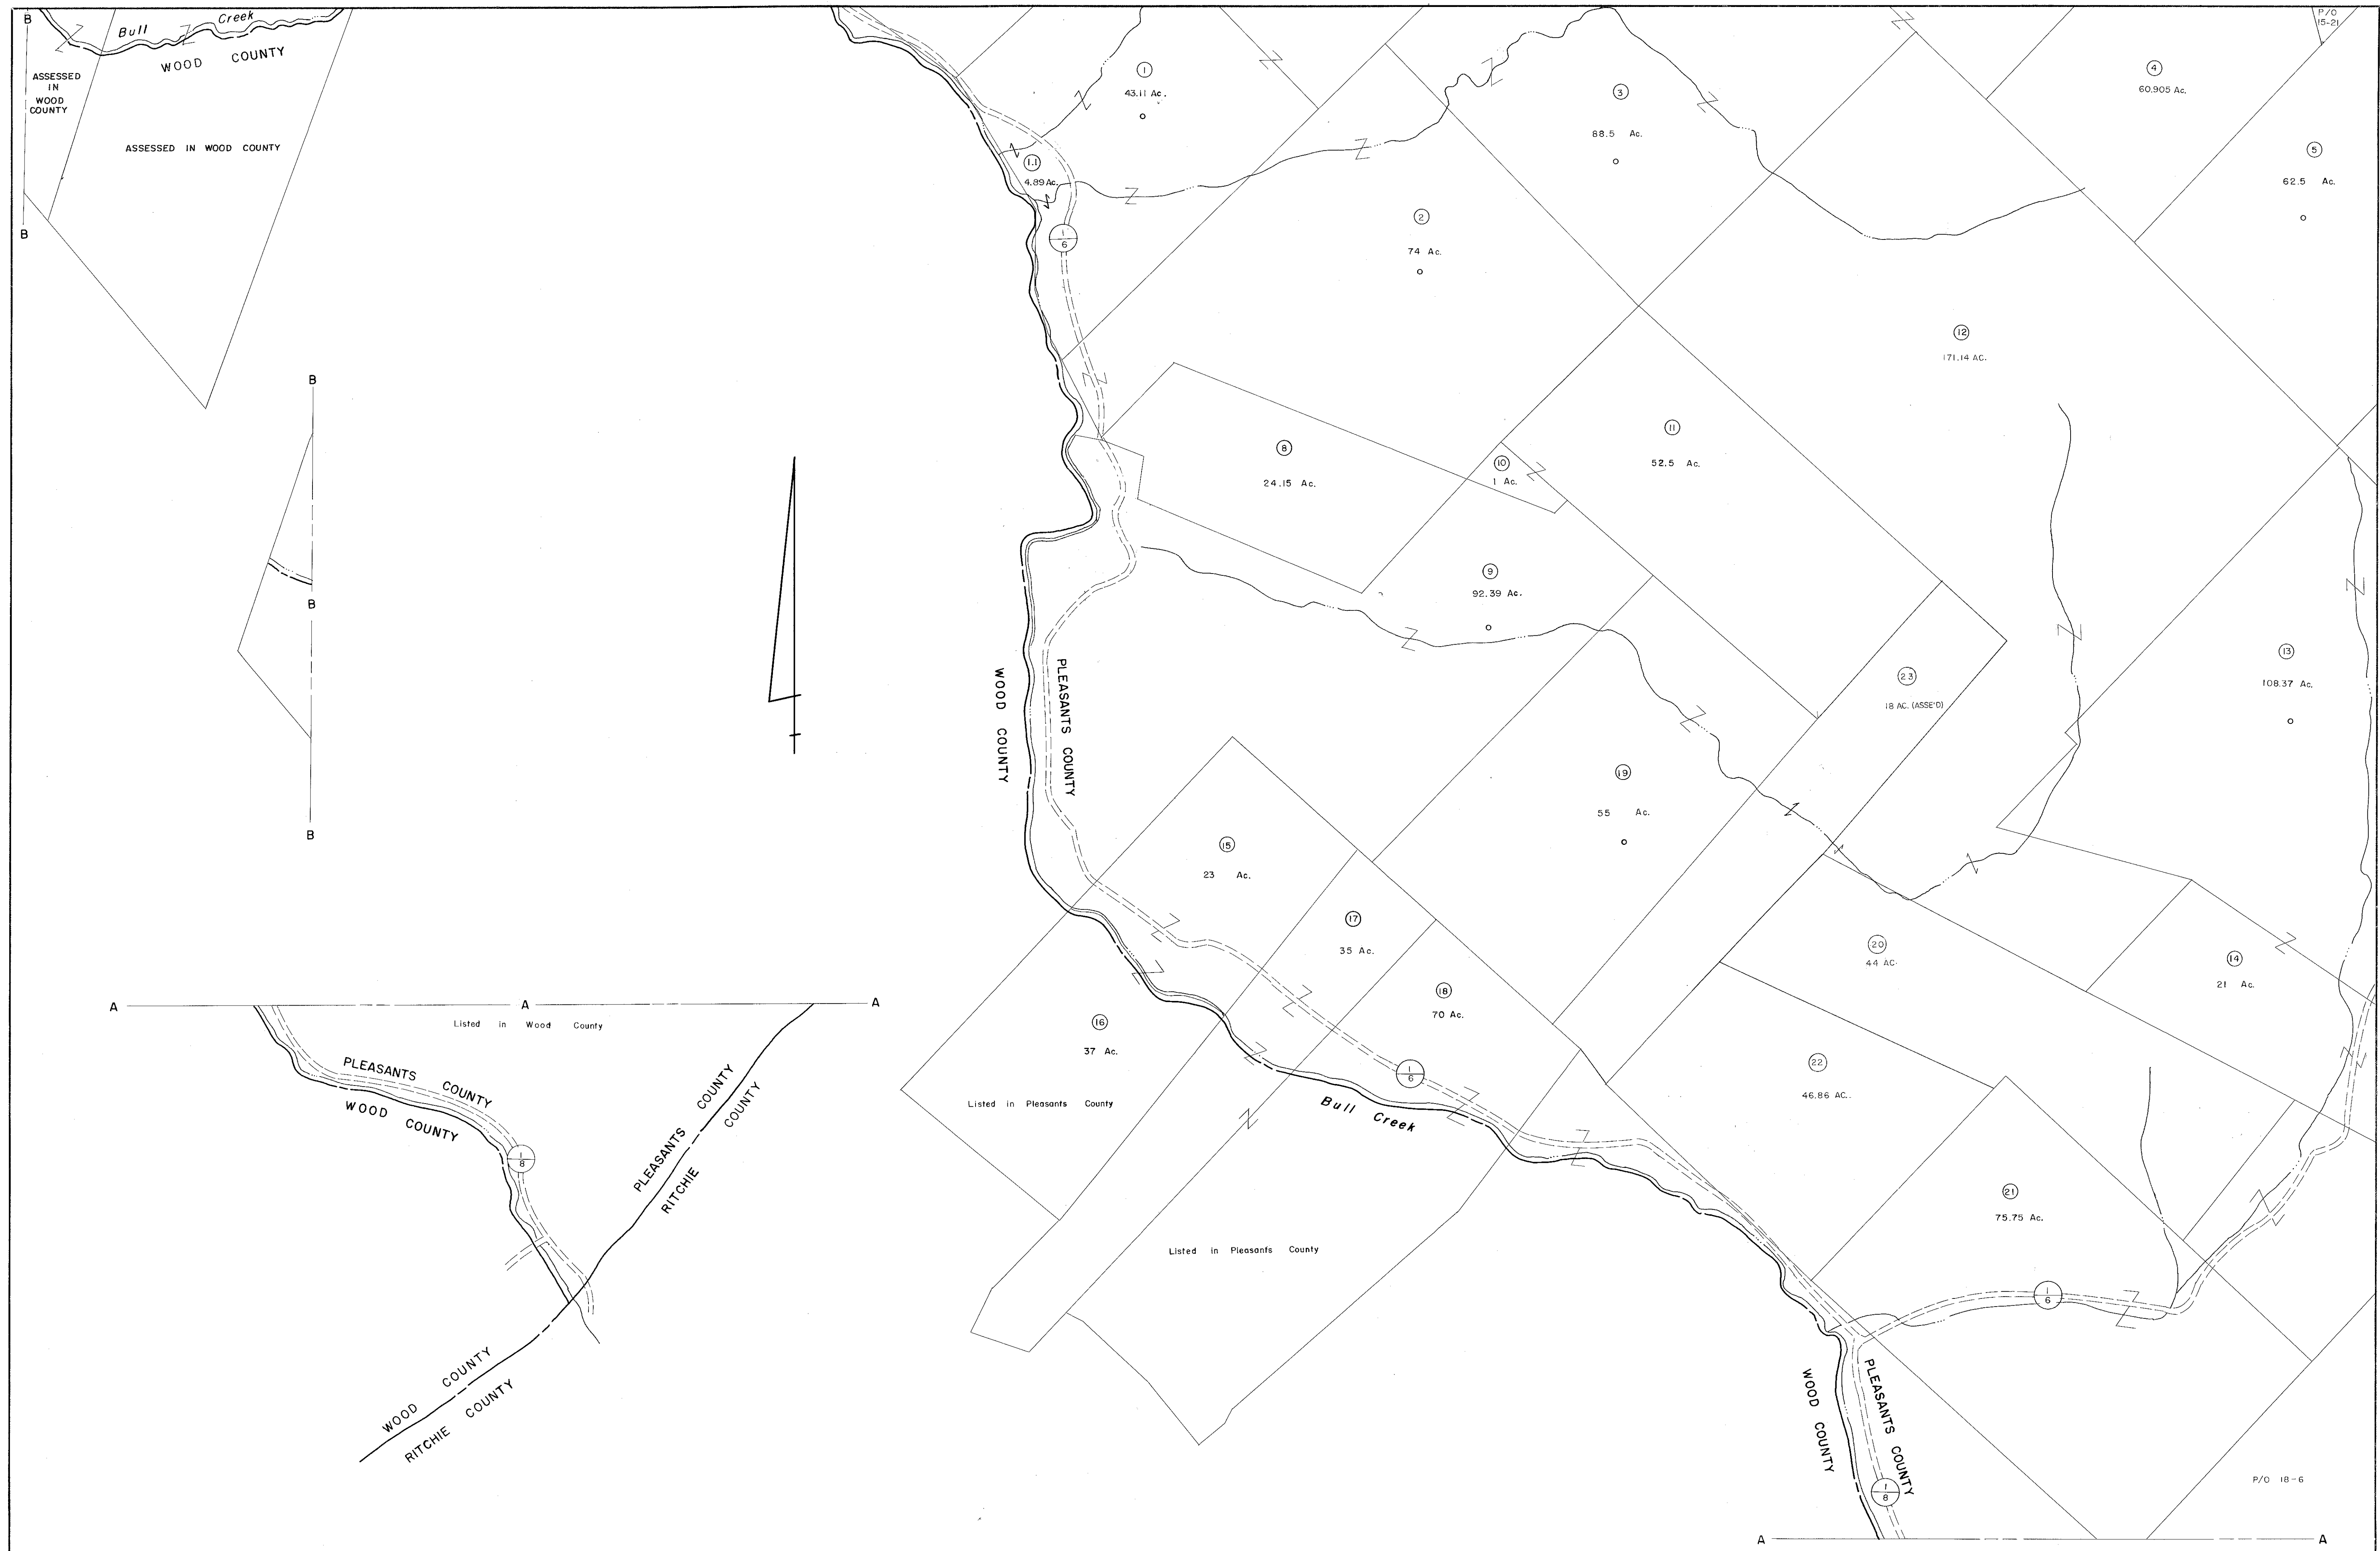 B
Bull Creek
WOOD COUNTY
ASSESSED
IN
WOOD
COUNTY
ASSESSED IN WOOD COUNTY
B
P/O
15-21
1
43.11 Ac.
1.1
4.89 Ac.
1
6
2
74 Ac.
3
88.5 Ac.
4
60.905 Ac.
5
62.5 Ac.
B
B
B
8
24.15 Ac.
9
92.39 Ac.
10
1 Ac.
11
52.5 Ac.
12
171.14 AC.
13
108.37 Ac.
23
18 AC. (ASSE'D)
WOOD COUNTY
PLEASANTS COUNTY
15
23 Ac.
17
35 Ac.
18
70 Ac.
19
55 Ac.
20
44 AC.
14
21 Ac.
16
37 Ac.
Listed in Pleasants County
22
46.86 AC.
21
75.75 Ac.
1
6
Bull Creek
Listed in Pleasants County
1
6
WOOD COUNTY
PLEASANTS COUNTY
1
8
P/O 18-6
A
A
A
A
A
Listed in Wood County
PLEASANTS COUNTY
WOOD COUNTY
1
8
PLEASANTS COUNTY
RITCHIE COUNTY
WOOD COUNTY
RITCHIE COUNTY